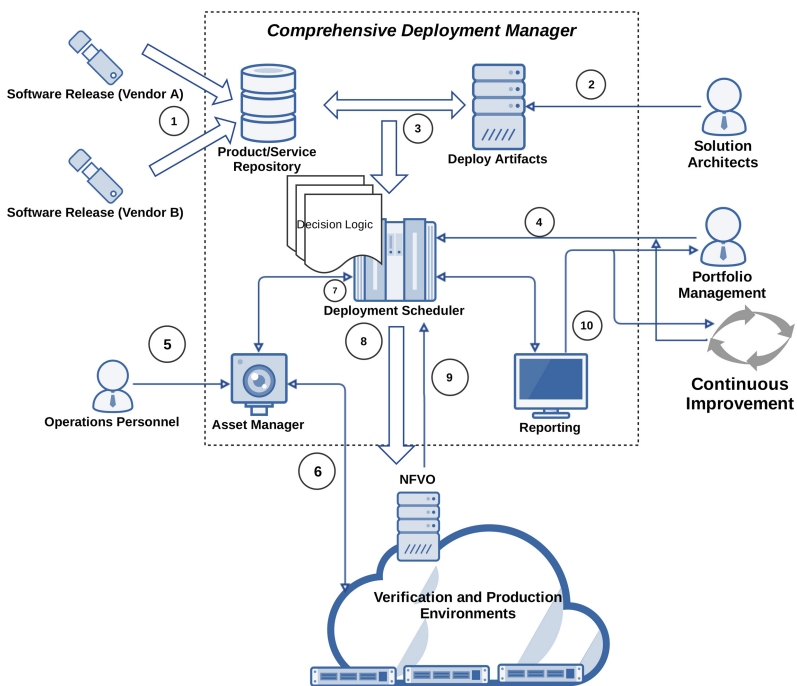 Comprehensive Deployment Manager
Software Release (Vendor A)
1
2
3
Product/Service
Repository
Deploy Artifacts
Solution
Architects
Software Release (Vendor B)
Decision Logic
4
Portfolio
Management
7
Deployment Scheduler
5
8
9
10
Continuous
Improvement
Operations Personnel
Asset Manager
Reporting
6
NFVO
Verification and Production
Environments